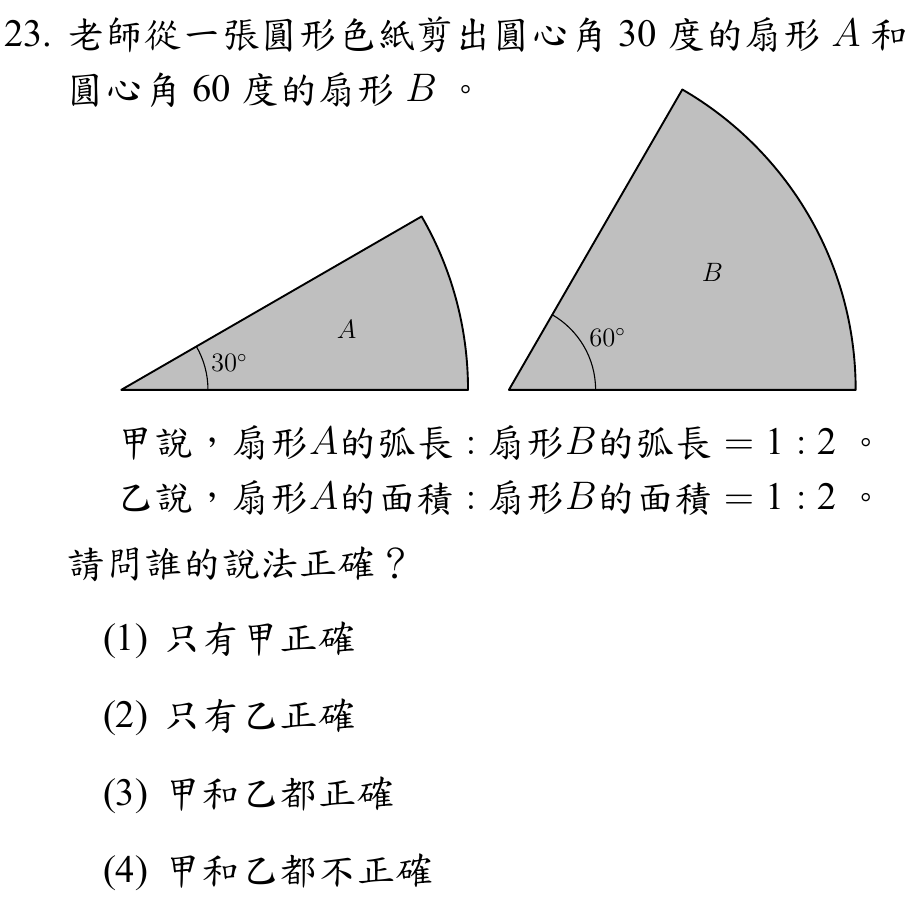 23. 老師從一張圓形色紙剪出圓心角 30 度的扇形 A 和
圓心角 60 度的扇形 B 。
A
30°
B
60°
甲說，扇形A的弧長 : 扇形B的弧長 = 1 : 2 。
乙說，扇形A的面積 : 扇形B的面積 = 1 : 2 。
請問誰的說法正確？
(1) 只有甲正確
(2) 只有乙正確
(3) 甲和乙都正確
(4) 甲和乙都不正確